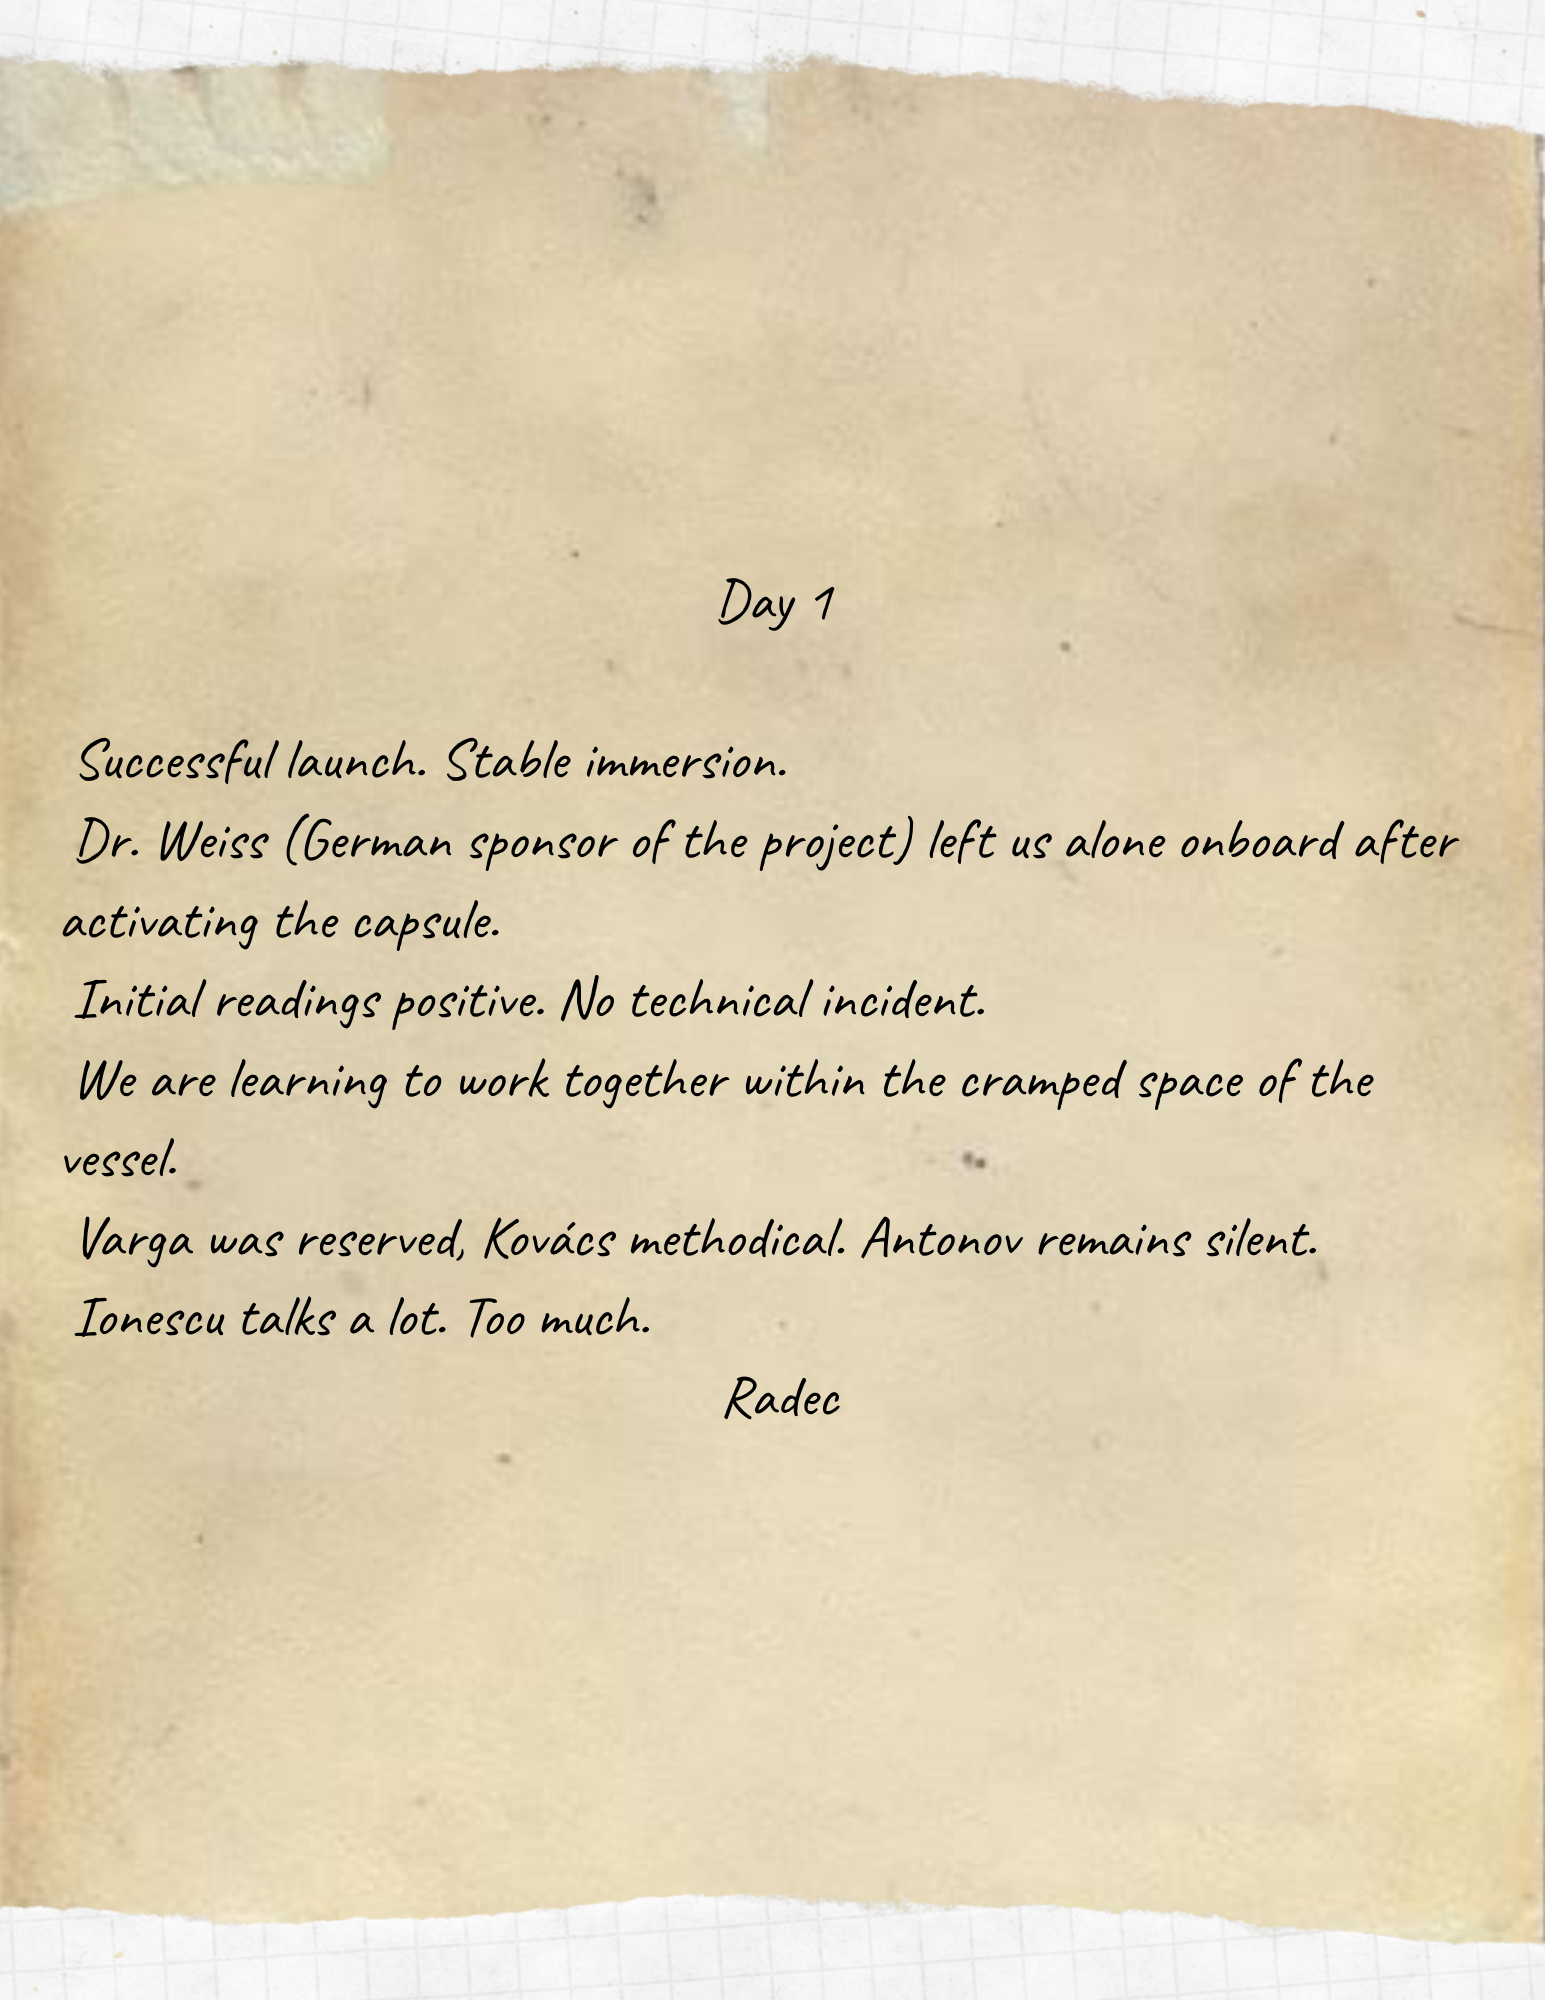 Day 1
Successful launch. Stable immersion.
Dr. Weiss (German sponsor of the project) left us alone onboard after
activating the capsule.
Initial readings positive. No technical incident.
We are learning to work together within the cramped space of the
vessel.
Varga was reserved, Kovács methodical. Antonov remains silent.
Ionescu talks a lot. Too much.
Radec